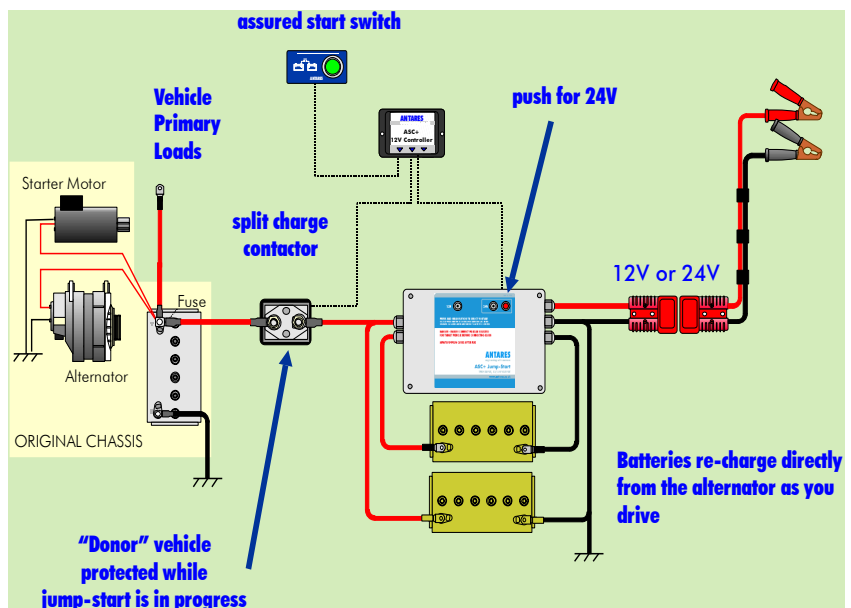 assured start switch
ANTARES
Vehicle
Primary
Loads
push for 24V
ANTARES
ASC+
12V Controller
Starter Motor
split charge
contactor
12V or 24V
Fuse
Alternator
ANTARES
ASC+ Jump-Start
ORIGINAL CHASSIS
Batteries re-charge directly
from the alternator as you
drive
“Donor” vehicle
protected while
jump-start is in progress